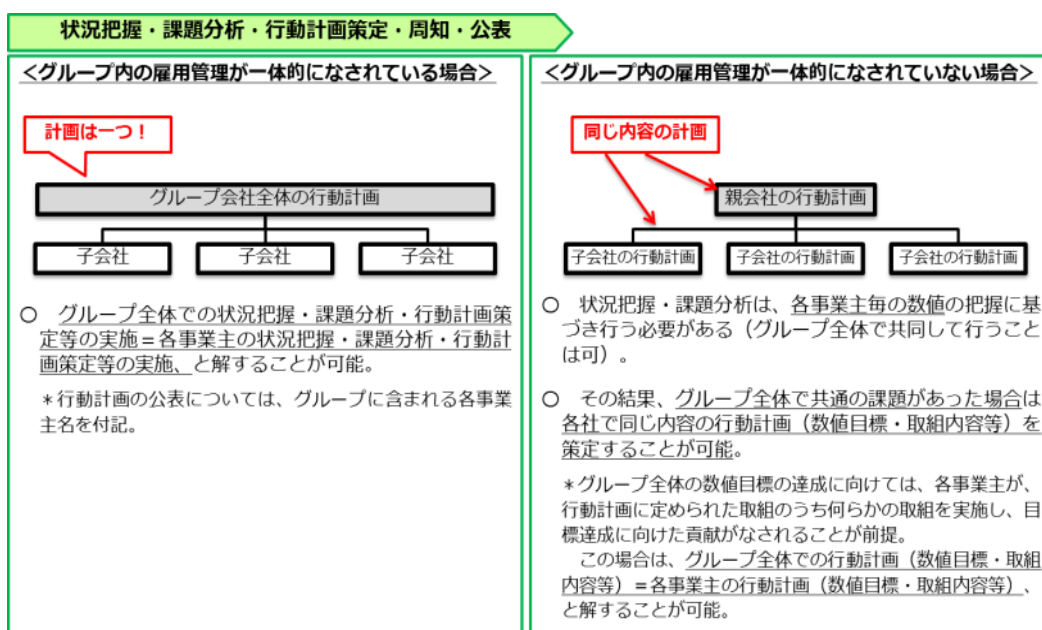 状況把握・課題分析・行動計画策定・周知・公表
＜グループ内の雇用管理が一体的になされている場合＞
計画は一つ！
グループ会社全体の行動計画
子会社
子会社
子会社
○　グループ全体での状況把握・課題分析・行動計画策
定等の実施＝各事業主の状況把握・課題分析・行動計
画策定等の実施、と解することが可能。
＊行動計画の公表については、グループに含まれる各事業
主名を付記。
＜グループ内の雇用管理が一体的になされていない場合＞
同じ内容の計画
親会社の行動計画
子会社の行動計画
子会社の行動計画
子会社の行動計画
○　状況把握・課題分析は、各事業主毎の数値の把握に基
づき行う必要がある（グループ全体で共同して行うこと
は可）。
○　その結果、グループ全体で共通の課題があった場合は
各社で同じ内容の行動計画（数値目標・取組内容等）を
策定することが可能。
＊グループ全体の数値目標の達成に向けては、各事業主が、
行動計画に定められた取組のうち何らかの取組を実施し、目
標達成に向けた貢献がなされることが前提。
この場合は、グループ全体での行動計画（数値目標・取組
内容等）＝各事業主の行動計画（数値目標・取組内容等）、
と解することが可能。